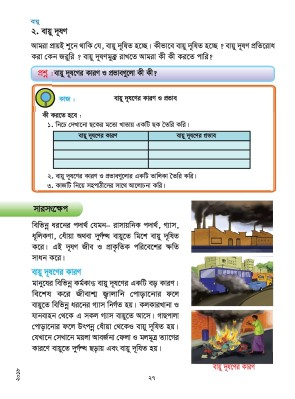 বায়ু
২. বায়ু দূষণ
আমরা প্রায়ই শুনে থাকি যে, বায়ু দূষিত হচ্ছে। কীভাবে বায়ু দূষিত হচ্ছে ? বায়ু দূষণ প্রতিরোধ
করা কেন জরুরি ? বায়ু দূষণমুক্ত রাখতে আমরা কী কী করতে পারি?
প্রশ্ন : বায়ু দূষণের কারণ ও প্রভাবগুলো কী কী?
কাজ : বায়ু দূষণের কারণ ও প্রভাব
কী করতে হবে :
১. নিচে দেখানো ছকের মতো খাতায় একটি ছক তৈরি করি।
বায়ু দূষণের কারণ বায়ু দূষণের প্রভাব
২. বায়ু দূষণের কারণ ও প্রভাবগুলোর একটি তালিকা তৈরি করি।
৩. কাজটি নিয়ে সহপাঠীদের সাথে আলোচনা করি।
সারসংক্ষেপ
বিভিন্ন ধরনের পদার্থ যেমন– রাসায়নিক পদার্থ, গ্যাস,
ধূলিকণা, ধোঁয়া অথবা দুর্গন্ধ বায়ুতে মিশে বায়ু দূষিত
করে। এই দূষণ জীব ও প্রাকৃতিক পরিবেশের ক্ষতি
সাধন করে।
বায়ু দূষণের কারণ
মানুষের বিভিন্ন কর্মকাণ্ড বায়ু দূষণের একটি বড় কারণ।
বিশেষ করে জীবাশ্ম জ্বালানি পোড়ানোর ফলে
বায়ুতে বিভিন্ন ধরনের গ্যাস নির্গত হয়। কলকারখানা ও
যানবাহন থেকে এ সকল গ্যাস বায়ুতে আসে। গাছপালা
পোড়ানোর ফলে উৎপন্ন ধোঁয়া থেকেও বায়ু দূষিত হয়।
যেখানে সেখানে ময়লা আবর্জনা ফেলা ও মলমূত্র ত্যাগের
কারণে বায়ুতে দুর্গন্ধ ছড়ায় এবং বায়ু দূষিত হয়।
বায়ু দূষণের কারণ
২০১৮
২৭